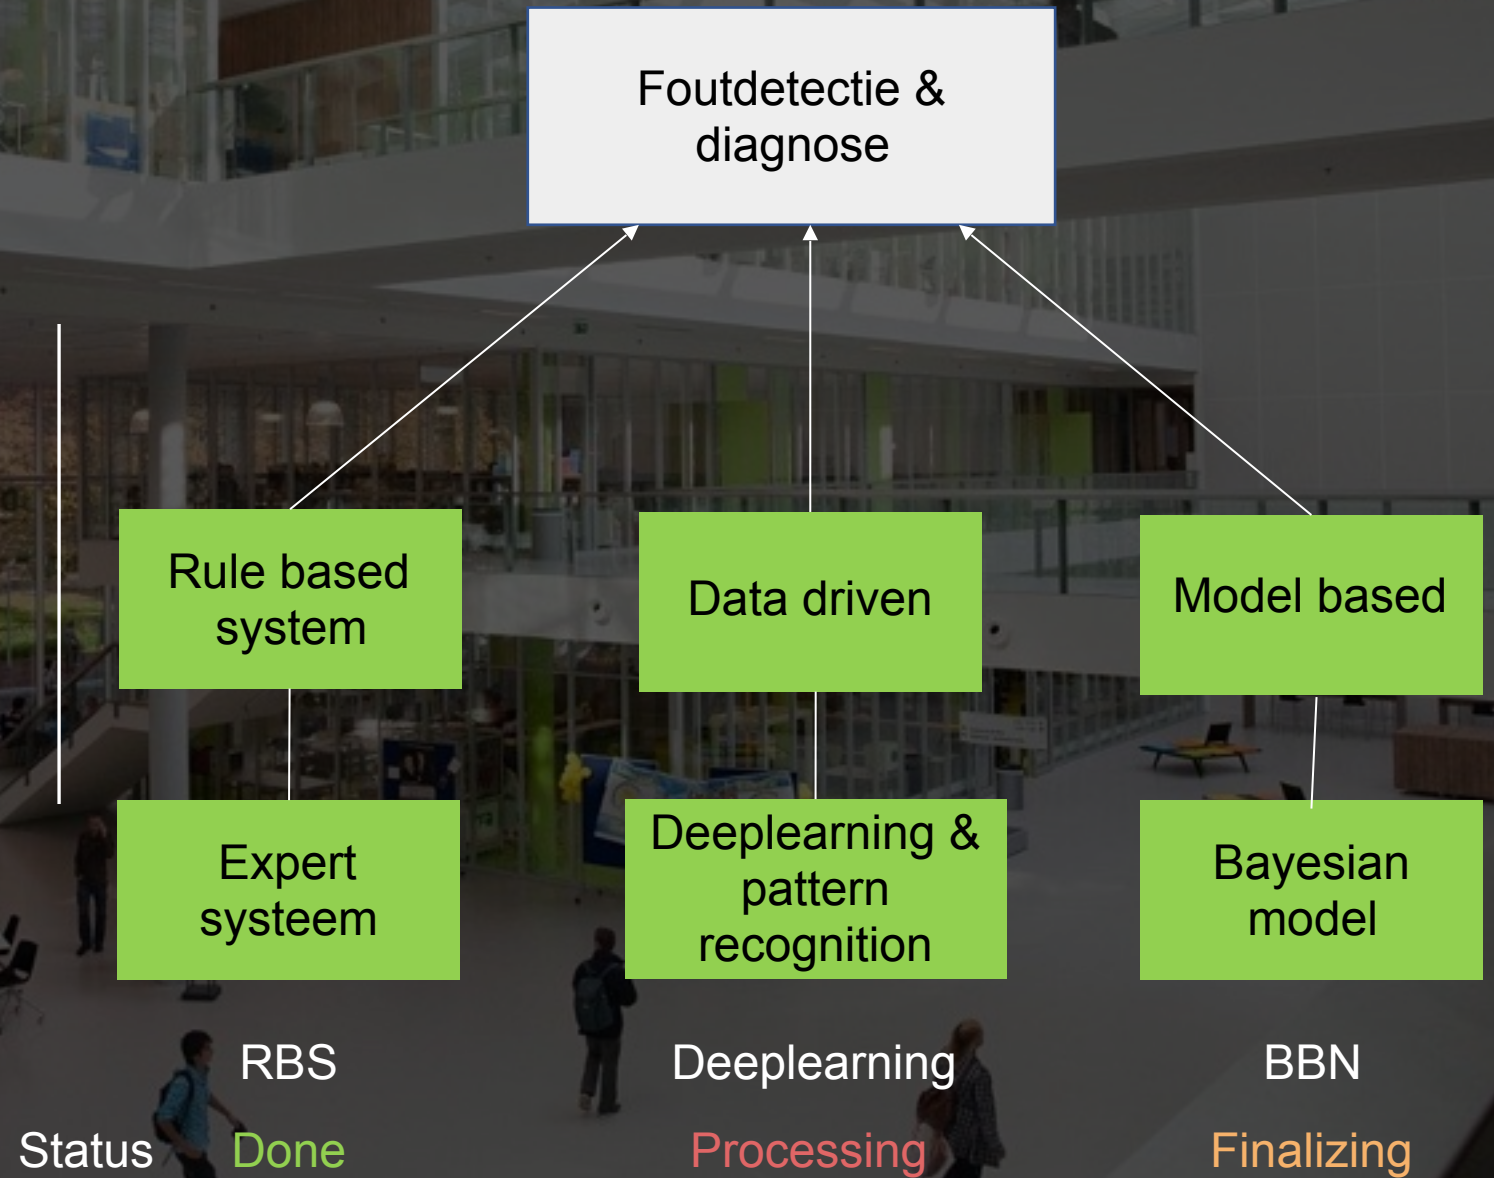 Foutdetectie &
diagnose
Rule based
system
Data driven
Model based
Expert
systeem
Deeplearning &
pattern
recognition
Bayesian
model
RBS
Deeplearning
BBN
Status
Done
Processing
Finalizing